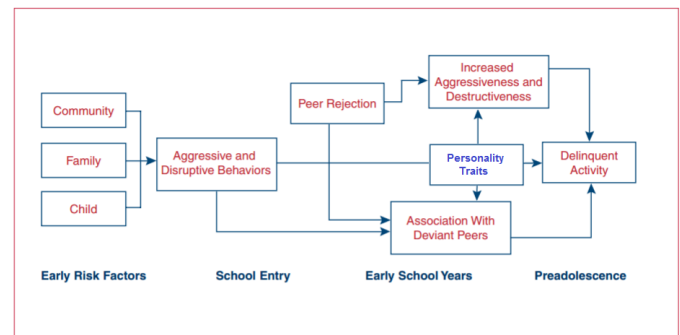 Increased
Aggressiveness and
Destructiveness
Peer Rejection
Community
Family
Child
Aggressive and
Disruptive Behaviors
Personality
Traits
Delinquent
Activity
Association With
Deviant Peers
Early Risk Factors
School Entry
Early School Years
Preadolescence